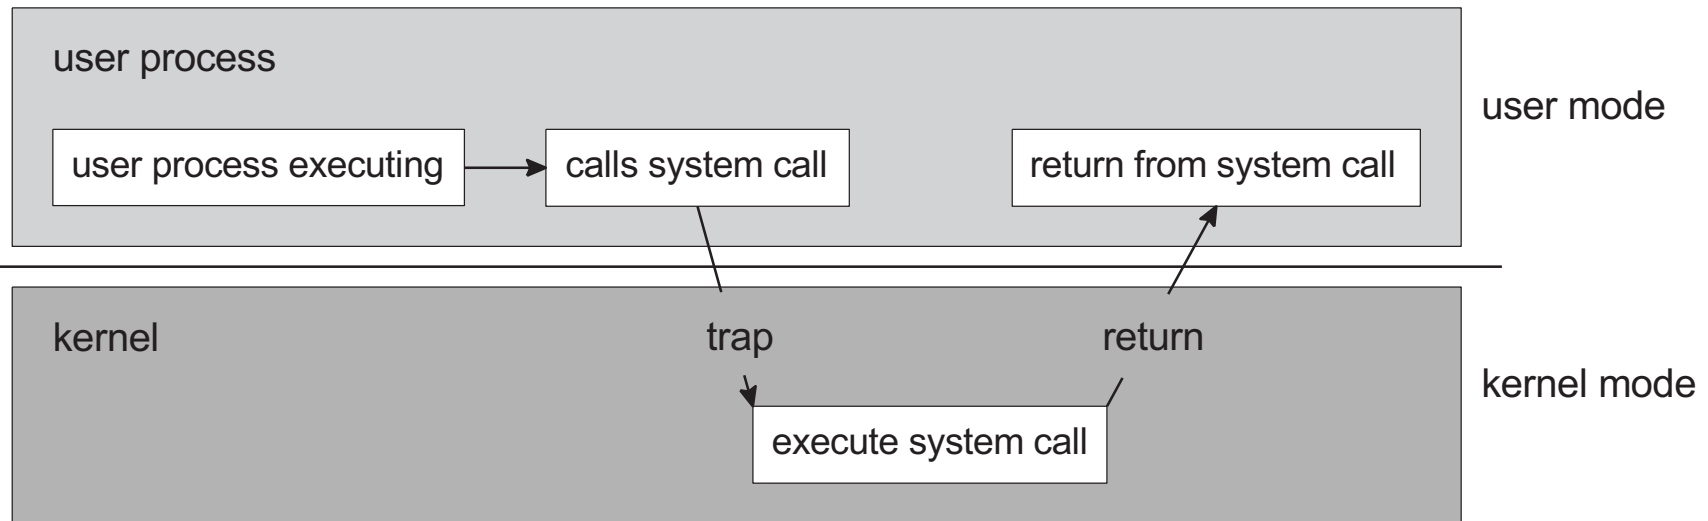 user process
user mode
user process executing
calls system call
return from system call
kernel
trap
return
kernel mode
execute system call